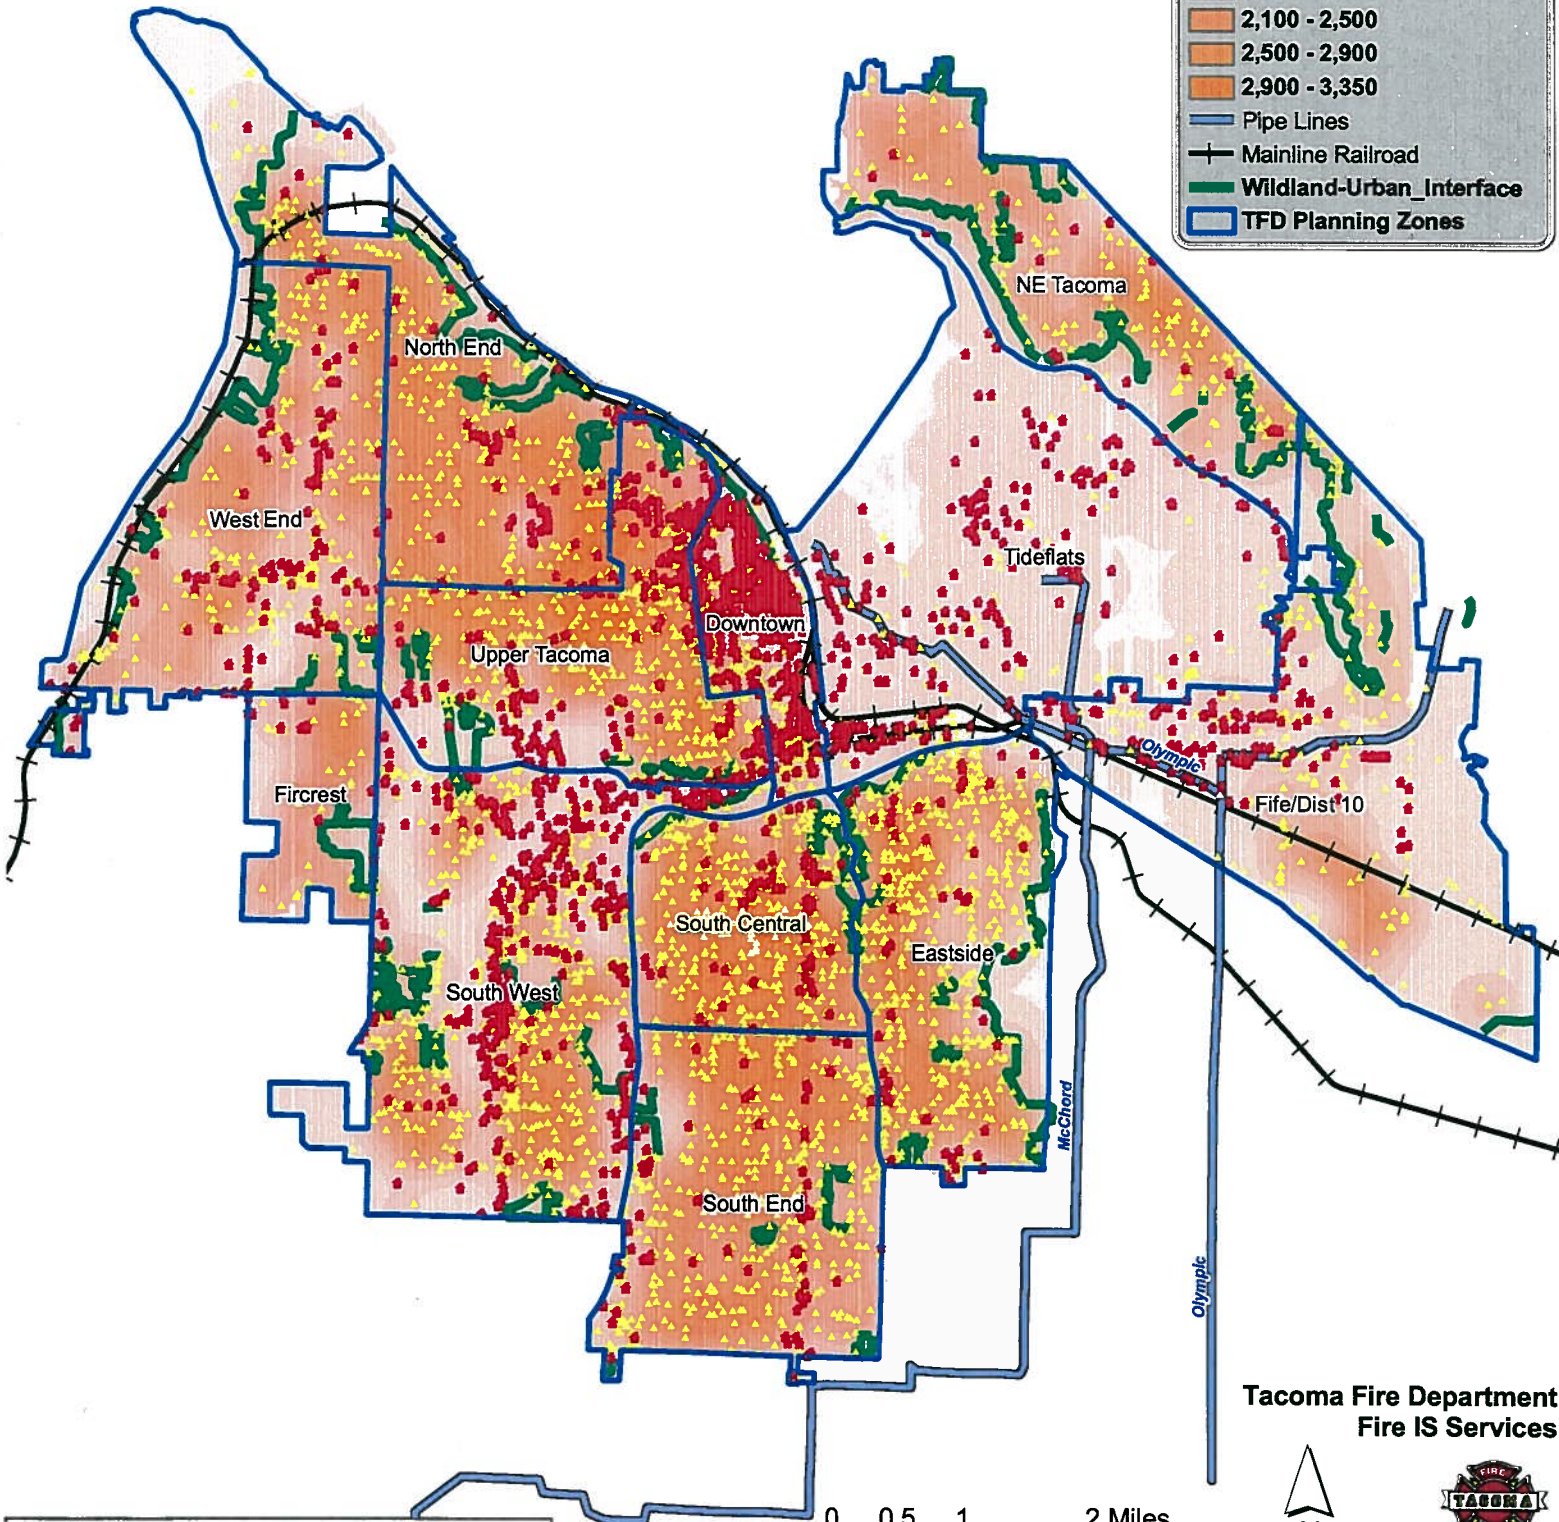 2,100 - 2,500
2,500 - 2,900
2,900 - 3,350
Pipe Lines
Mainline Railroad
Wildland-Urban_Interface
TFD Planning Zones
NE Tacoma
North End
West End
Tideflats
Downtown
Upper Tacoma
Olympic
Fircrest
Fife/Dist 10
South Central
Eastside
South West
McChord
South End
Olympic
Tacoma Fire Department
Fire IS Services
FIRE
TACOMA
0 0.5 1 2 Miles